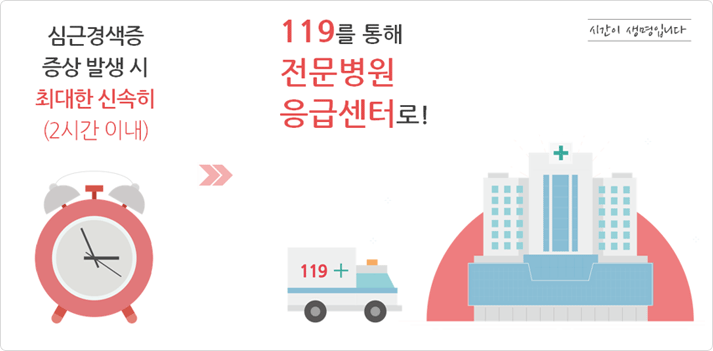 심근경색증
증상 발생 시
최대한 신속히
(2시간 이내)
119를 통해
전문병원
응급센터로!
시간이 생명입니다
119